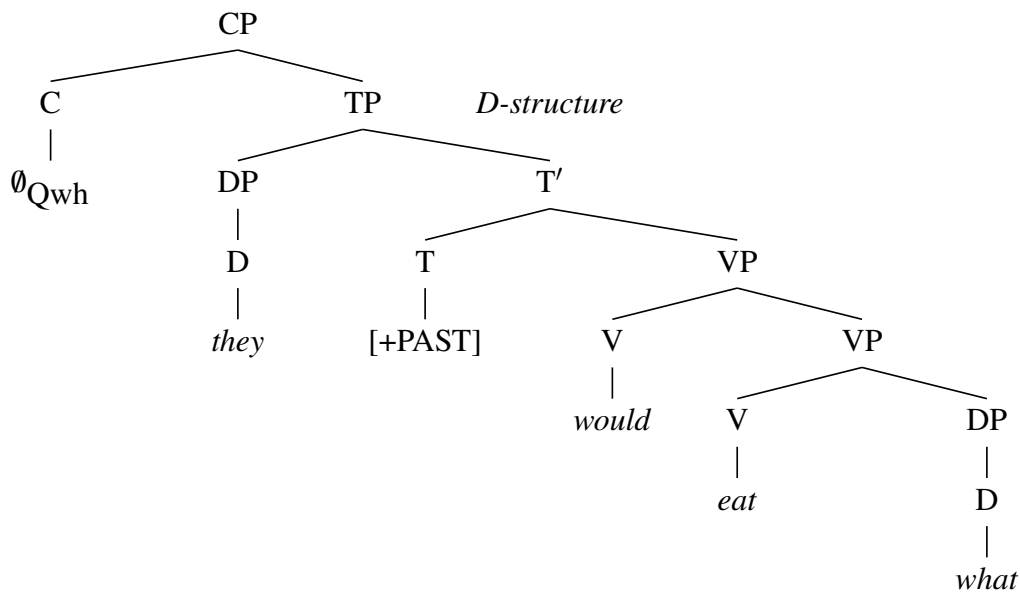 CP
C TP D-structure
∅Qwh DP T′
D T VP
they [+PAST] V VP
would V DP
eat D
what